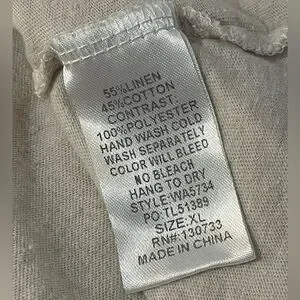 55%LINEN
45%COTTON
CONTRAST:
100%POLYESTER
HAND WASH COLD
WASH SEPARATELY
COLOR WILL BLEED
NO BLEACH
HANG TO DRY
STYLE:WA5734
PO:TL51389
SIZE:XL
RN#:130733
MADE IN CHINA